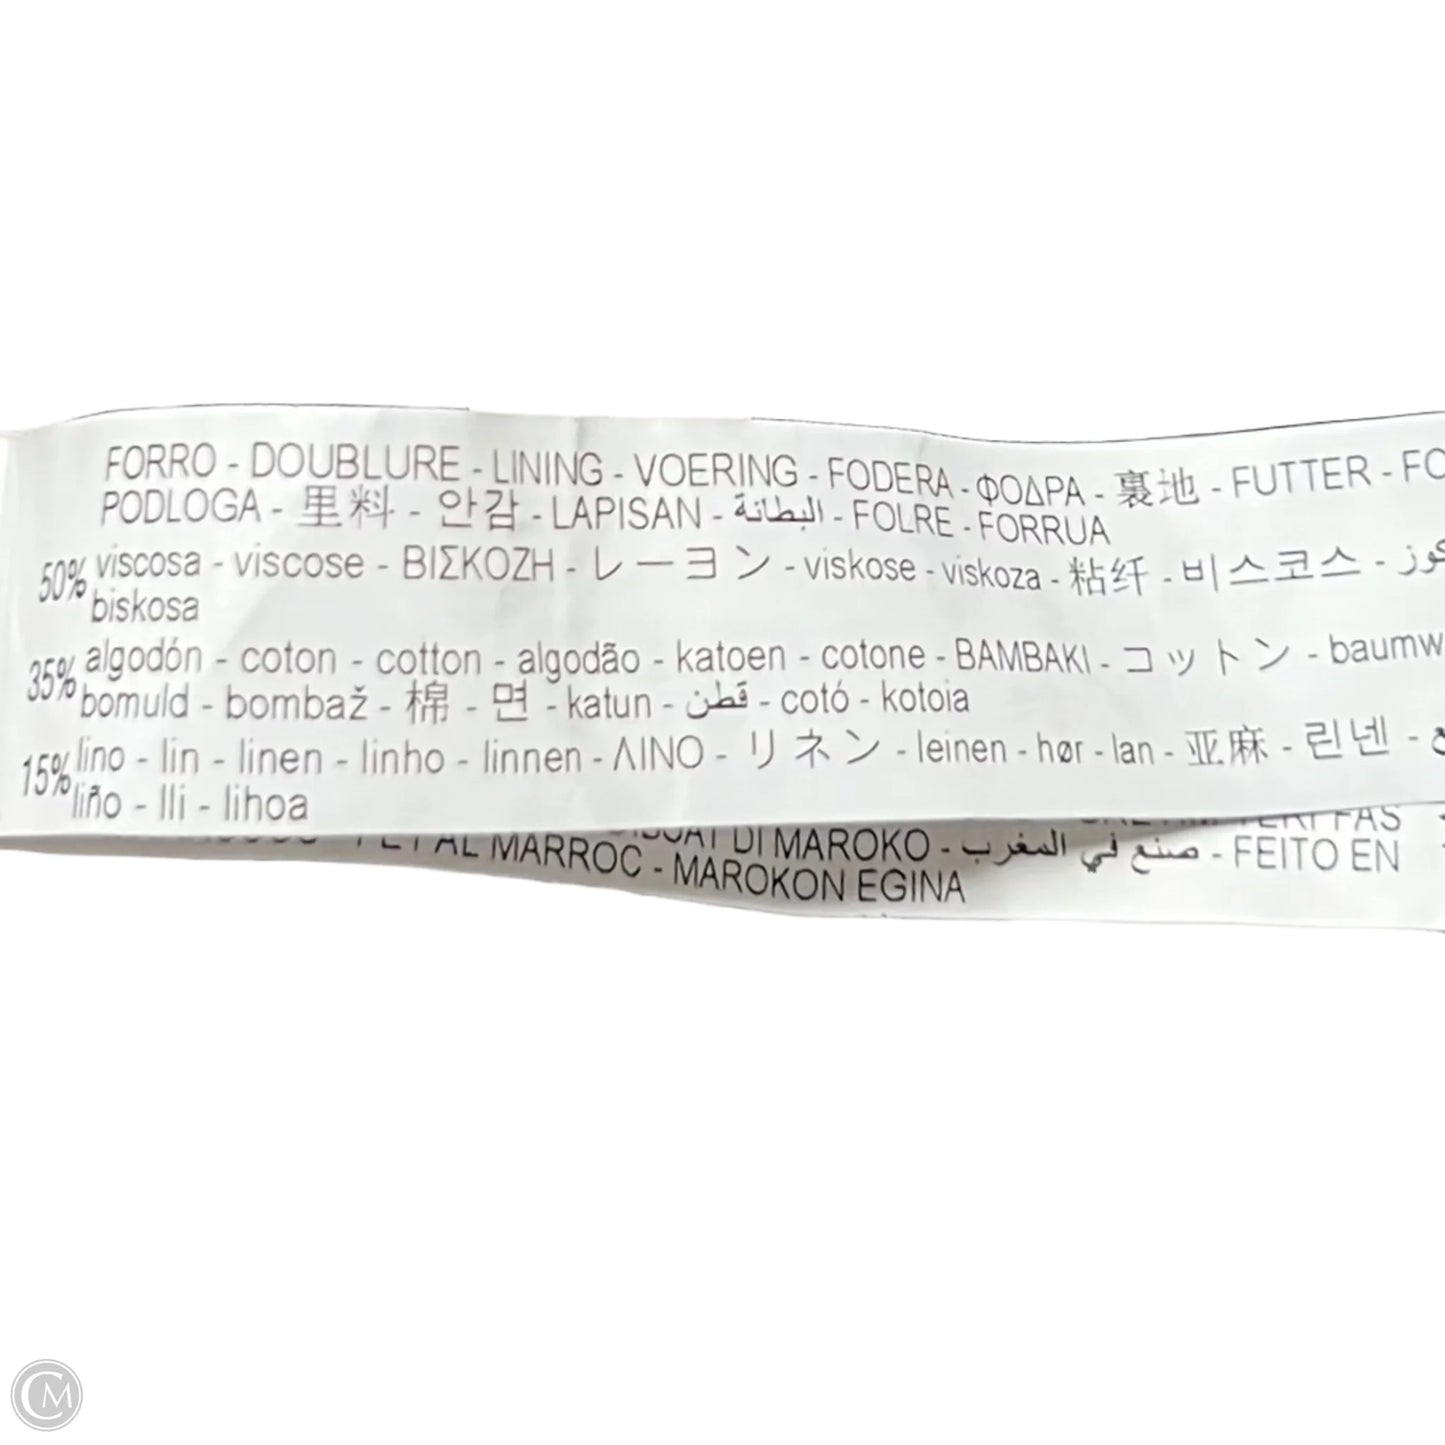 FORRO - DOUBLURE - LINING - VOERING - FODERA - ΦΟΔΡΑ - 裏地 - FUTTER - FO
PODLOGA - 里料 - 안감 - LAPISAN - البطانة - FOLRE - FORRUA
50% viscosa - viscose - ΒΙΣΚΟΖΗ - レーヨン - viskose - viskoza - 粘纤 - 비스코스 -
biskosa
35% algodón - coton - cotton - algodão - katoen - cotone - BAMBAKI - コットン - baumw
bomuld - bombaž - 棉 - 면 - katun - قطن - cotó - kotoia
15% lino - lin - linen - linho - linnen - ΛΙΝΟ - リネン - leinen - hør - lan - 亚麻 - 린넨 -
liño - lli - lihoa
AL MARROC - MAROKON EGINA
DI MAROKO - صنع في المغرب - FEITO EN
CM